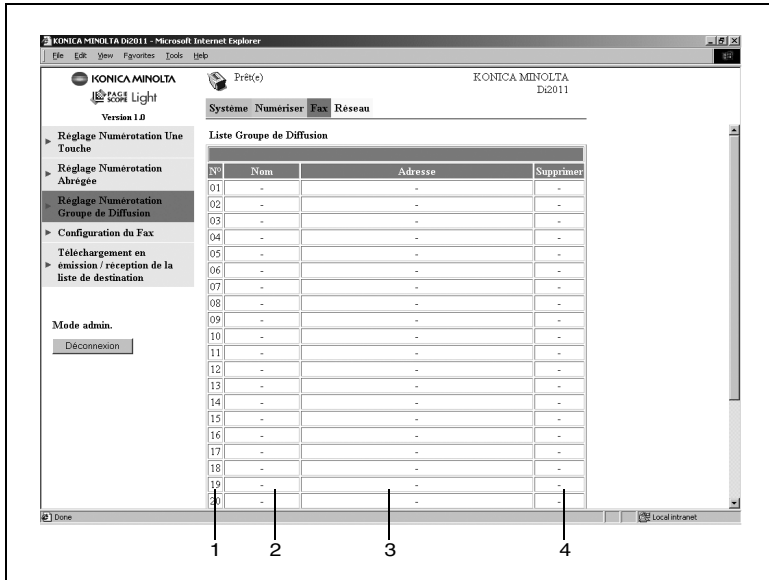 KONICA MINOLTA Di2011 - Microsoft Internet Explorer
File Edit View Favorites Tools Help
KONICA MINOLTA
PAGE SCOPE Light
Version 1.0
Prêt(e)
KONICA MINOLTA
Di2011
Système Numériser Fax Réseau
Réglage Numérotation Une
Touche
Réglage Numérotation
Abrégée
Réglage Numérotation
Groupe de Diffusion
Configuration du Fax
Téléchargement en
émission / réception de la
liste de destination
Mode admin.
Déconnexion
Liste Groupe de Diffusion
Nº Nom Adresse Supprimer
01 - - -
02 - - -
03 - - -
04 - - -
05 - - -
06 - - -
07 - - -
08 - - -
09 - - -
10 - - -
11 - - -
12 - - -
13 - - -
14 - - -
15 - - -
16 - - -
17 - - -
18 - - -
19 - - -
20 - - -
Done
Local intranet
1 2 3 4